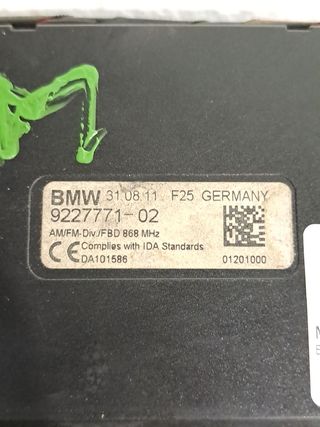 BMW 31.08.11 F25 GERMANY
9227771-02
AM/FM-Div./FBD 868 MHz
CE Complies with IDA Standards
DA101586 01201000